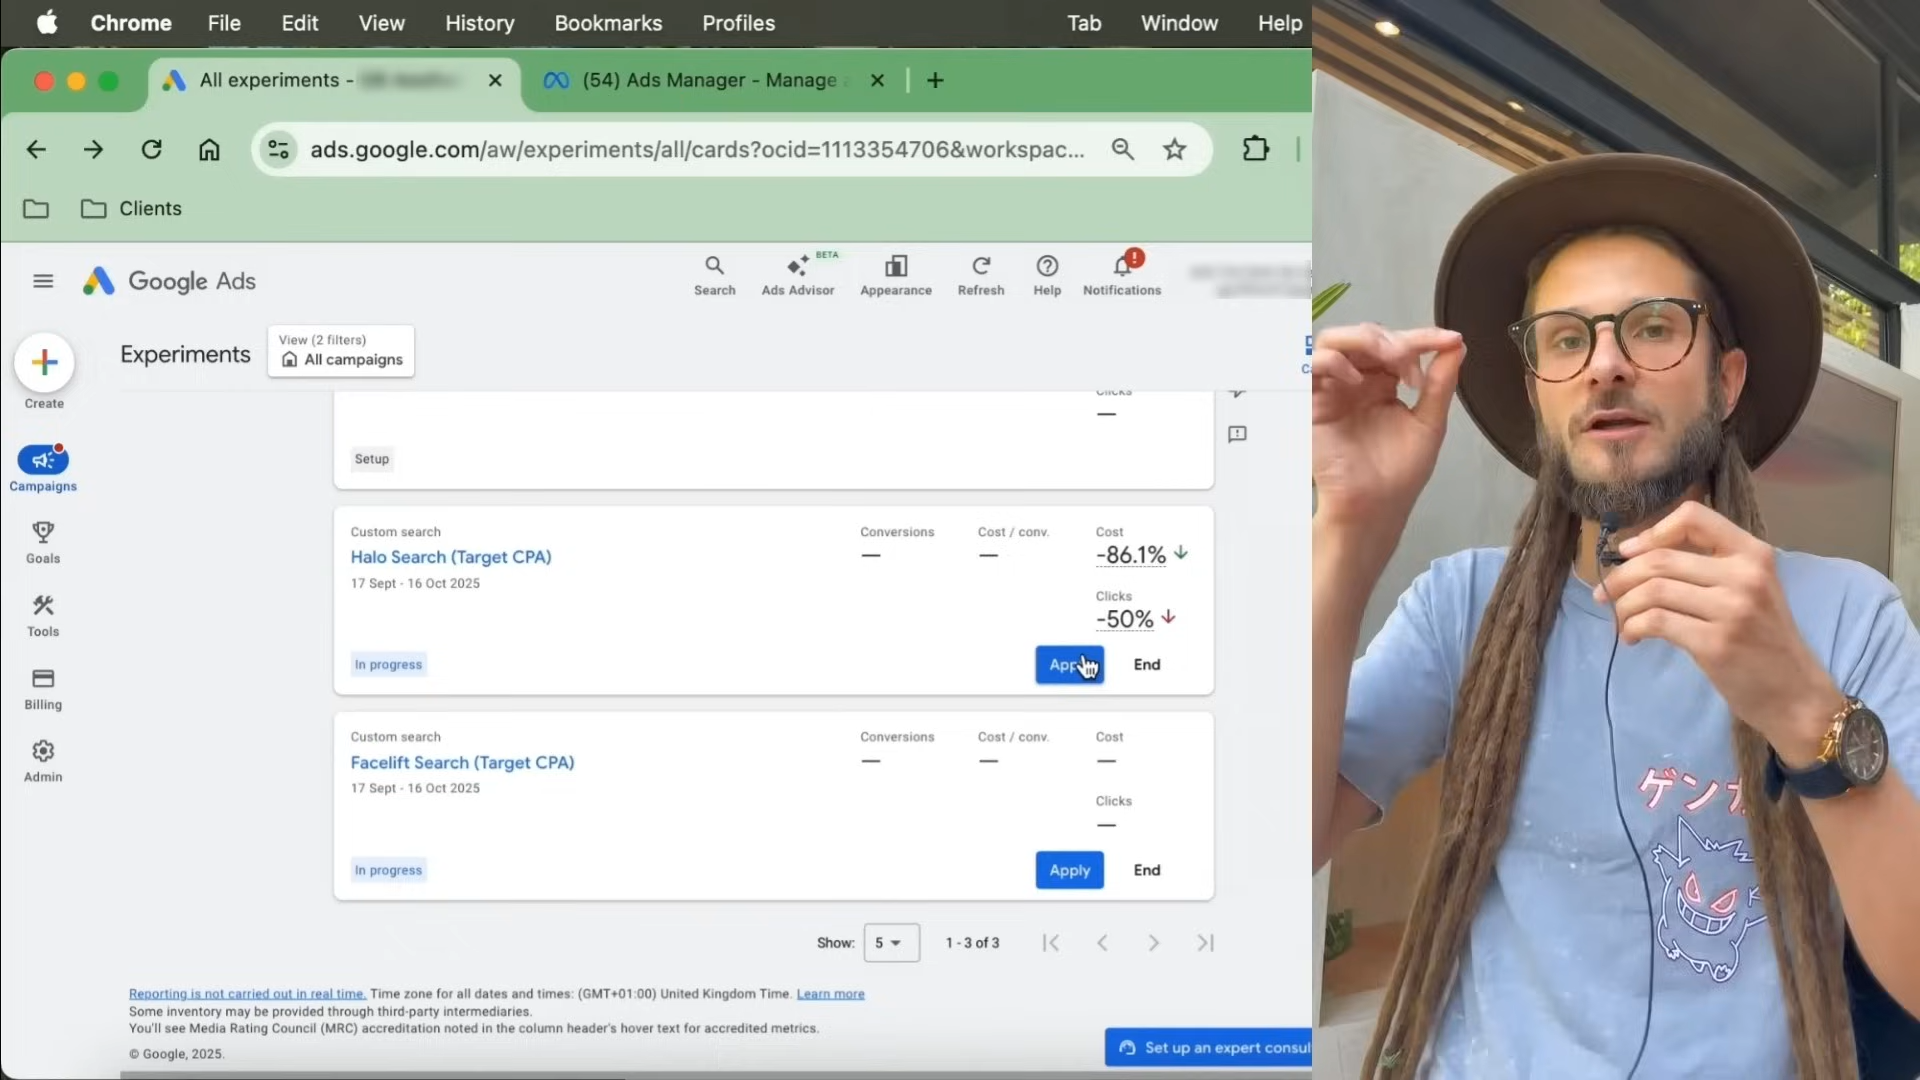 Chrome File Edit View History Bookmarks Profiles Tab Window Help
All experiments -
(54) Ads Manager - Manage
ads.google.com/aw/experiments/all/cards?ocid=1113354706&workspac...
Clients
Google Ads
Search
BETA
Ads Advisor
Appearance
Refresh
Help
Notifications
Experiments
View (2 filters)
All campaigns
Create
Campaigns
Goals
Tools
Billing
Admin
Clicks
—
Setup
Custom search
Halo Search (Target CPA)
17 Sept - 16 Oct 2025
In progress
Conversions
—
Cost / conv.
—
Cost
-86.1%
Clicks
-50%
End
Custom search
Facelift Search (Target CPA)
17 Sept - 16 Oct 2025
In progress
Conversions
—
Cost / conv.
—
Cost
—
Clicks
—
Apply
End
Show: 5 1 - 3 of 3
Reporting is not carried out in real time. Time zone for all dates and times: (GMT+01:00) United Kingdom Time. Learn more
Some inventory may be provided through third-party intermediaries.
You'll see Media Rating Council (MRC) accreditation noted in the column header's hover text for accredited metrics.
© Google, 2025.
Set up an expert consul
ゲンガ